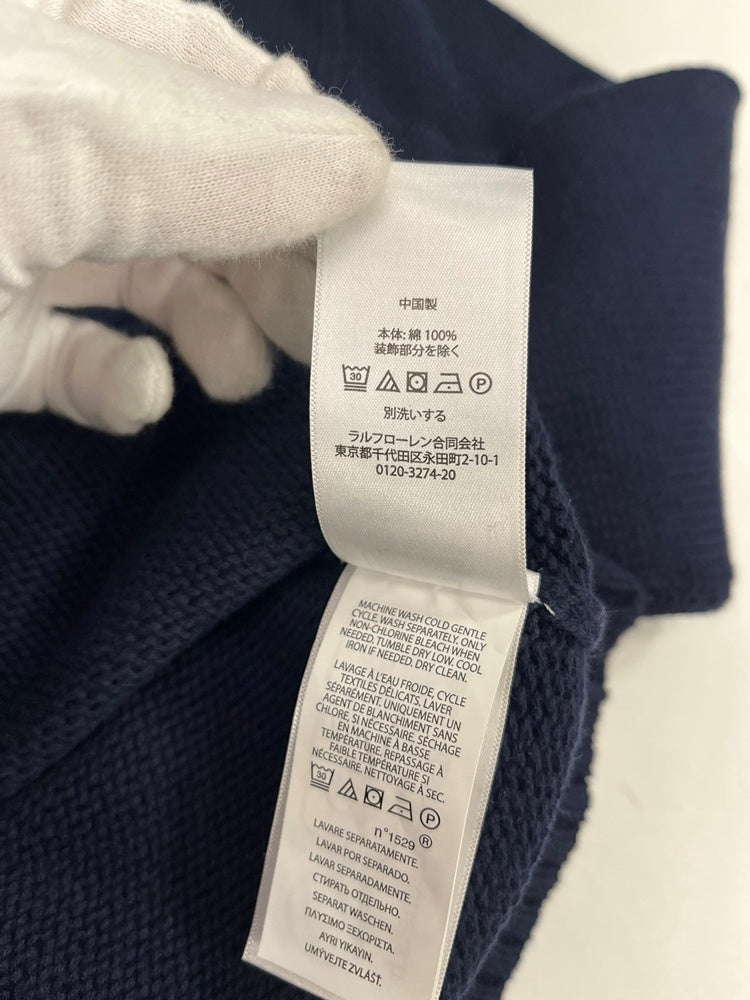 中国製
本体: 綿 100%
装飾部分を除く
30 P
別洗いする
ラルフローレン合同会社
東京都千代田区永田町2-10-1
0120-3274-20
MACHINE WASH COLD GENTLE
CYCLE. WASH SEPARATELY. ONLY
NON-CHLORINE BLEACH WHEN
NEEDED. TUMBLE DRY LOW. COOL
IRON IF NEEDED. DRY CLEAN.
LAVAGE À L'EAU FROIDE, CYCLE
TEXTILES DÉLICATS. LAVER
SÉPARÉMENT. UNIQUEMENT UN
AGENT DE BLANCHIMENT SANS
CHLORE, SI NÉCESSAIRE. SÉCHAGE
EN MACHINE À BASSE
TEMPÉRATURE. REPASSAGE À
FAIBLE TEMPÉRATURE SI
NÉCESSAIRE. NETTOYAGE À SEC.
30 P
n°1529 ®
LAVARE SEPARATAMENTE.
LAVAR POR SEPARADO.
LAVAR SEPARADAMENTE.
СТИРАТЬ ОТДЕЛЬНО.
SEPARAT WASCHEN.
ΠΛΥΣΙΜΟ ΞΕΧΩΡΙΣΤΑ.
AYRI YIKAYIN.
UMÝVEJTE ZVLÁŠŤ.